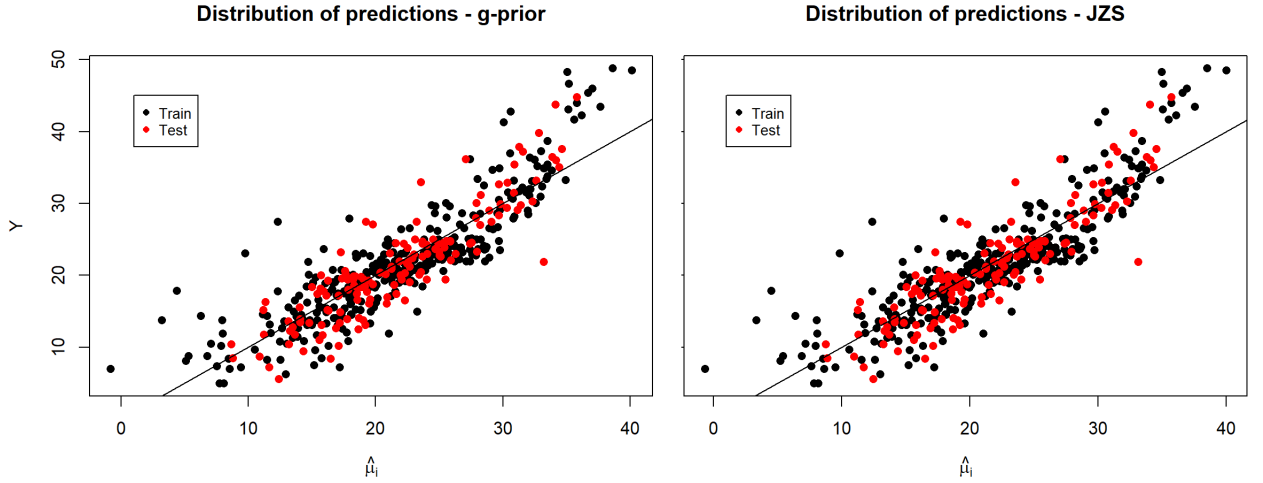 Distribution of predictions - g-prior
Y
50
40
30
20
10
Train
Test
0 10 20 30 40
μ̂i
Distribution of predictions - JZS
Train
Test
0 10 20 30 40
μ̂i